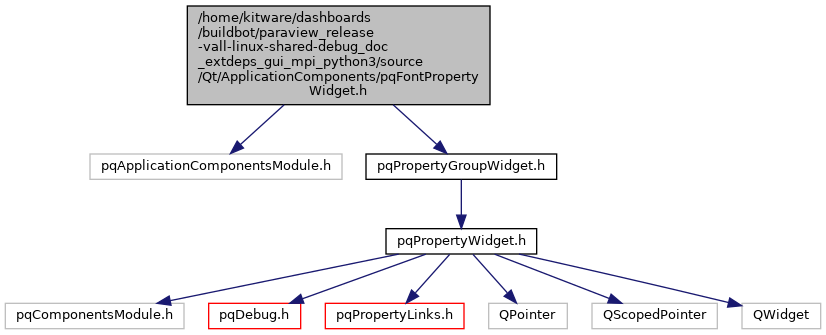 /home/kitware/dashboards
/buildbot/paraview_release
-vall-linux-shared-debug_doc
_extdeps_gui_mpi_python3/source
/Qt/ApplicationComponents/pqFontProperty
Widget.h
pqApplicationComponentsModule.h
pqPropertyGroupWidget.h
pqPropertyWidget.h
pqComponentsModule.h
pqDebug.h
pqPropertyLinks.h
QPointer
QScopedPointer
QWidget